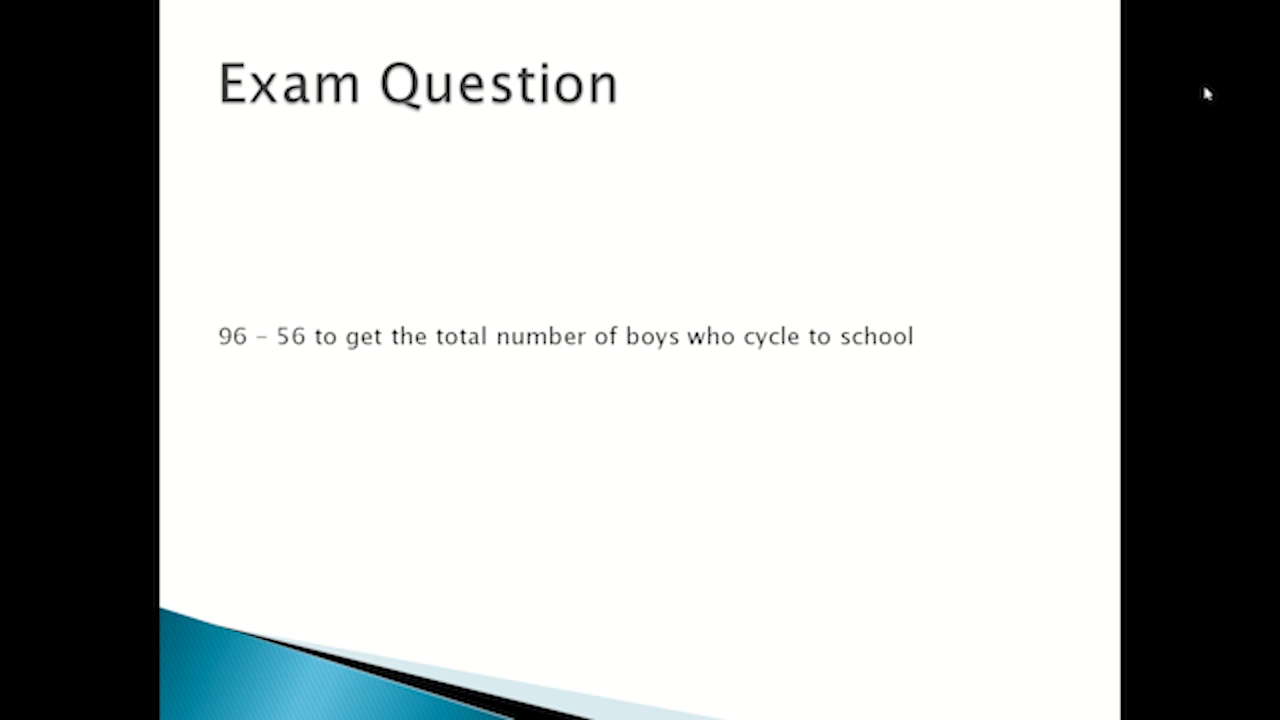 Exam Question
96 – 56 to get the total number of boys who cycle to school